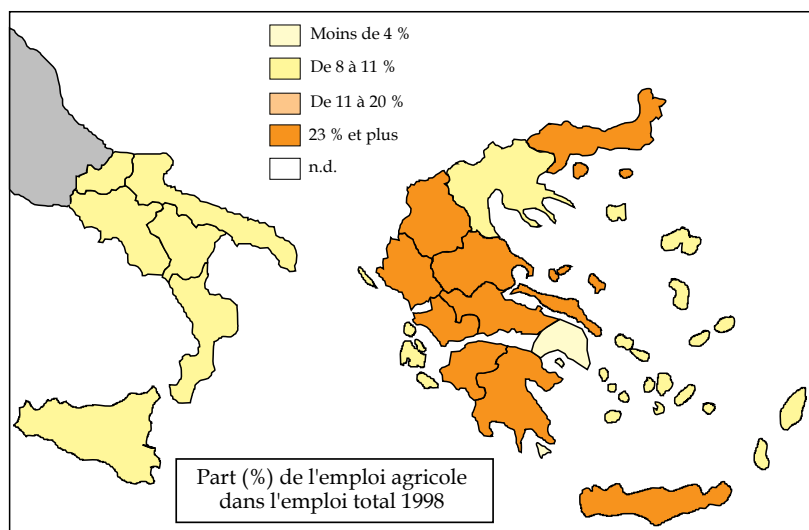 Moins de 4 %
De 8 à 11 %
De 11 à 20 %
23 % et plus
n.d.
Part (%) de l'emploi agricole
dans l'emploi total 1998